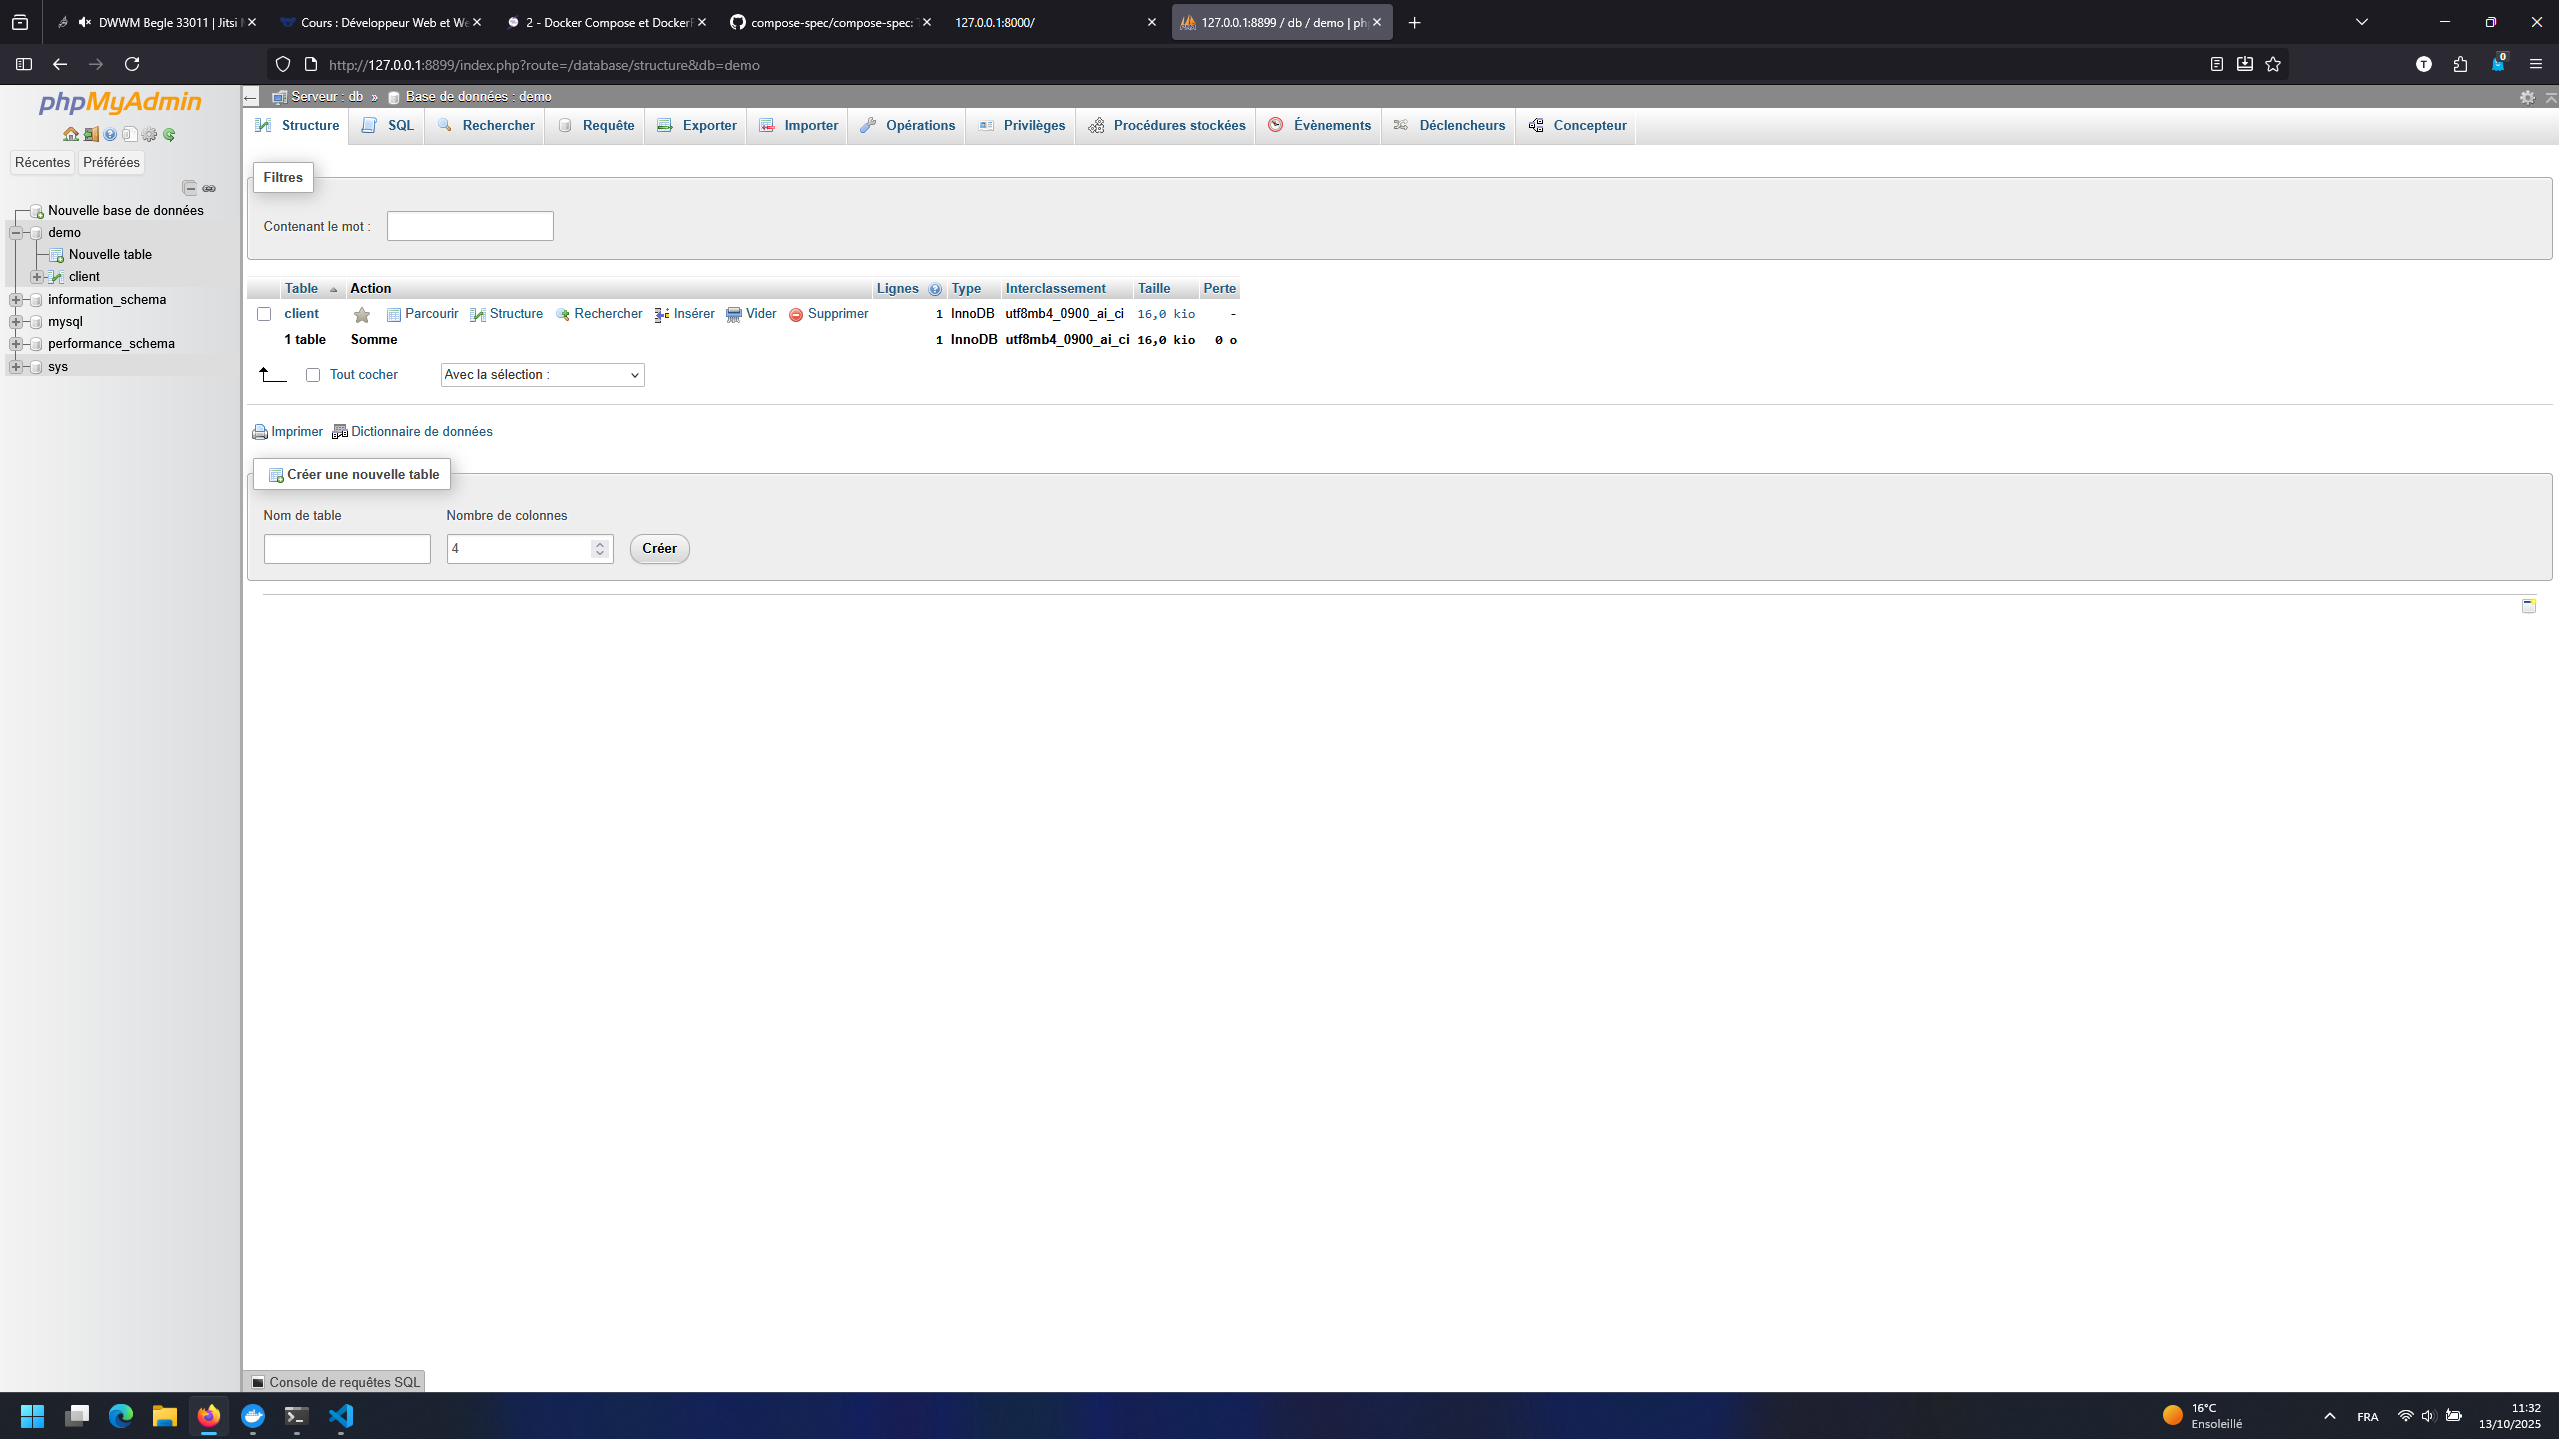 DWWM Begle 33011 | Jitsi M
Cours : Développeur Web et We
2 - Docker Compose et DockerF
compose-spec/compose-spec: T
127.0.0.1:8000/
127.0.0.1:8899 / db / demo | ph
http://127.0.0.1:8899/index.php?route=/database/structure&db=demo
T
0
phpMyAdmin
Récentes
Préférées
Nouvelle base de données
demo
Nouvelle table
client
information_schema
mysql
performance_schema
sys
Serveur : db » Base de données : demo
Structure SQL Rechercher Requête Exporter Importer Opérations Privilèges Procédures stockées Évènements Déclencheurs Concepteur
Filtres
Contenant le mot :
Table Action Lignes Type Interclassement Taille Perte
client Parcourir Structure Rechercher Insérer Vider Supprimer 1 InnoDB utf8mb4_0900_ai_ci 16,0 kio -
1 table Somme 1 InnoDB utf8mb4_0900_ai_ci 16,0 kio 0 o
Tout cocher Avec la sélection :
Imprimer Dictionnaire de données
Créer une nouvelle table
Nom de table Nombre de colonnes
4 Créer
Console de requêtes SQL
16°C
Ensoleillé
FRA
11:32
13/10/2025